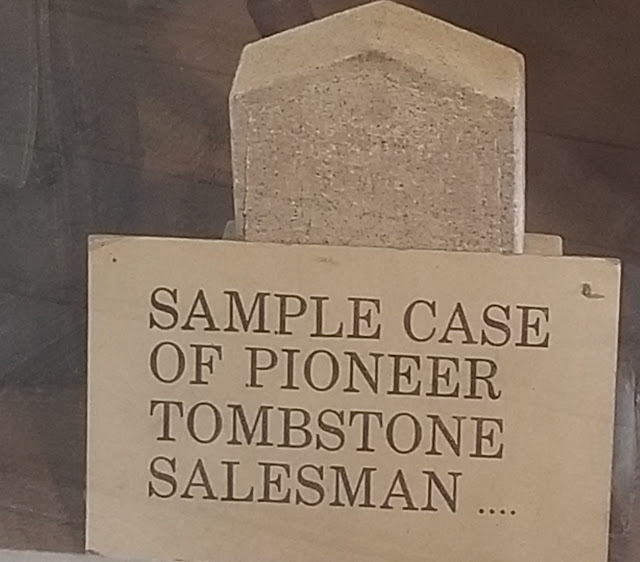 SAMPLE CASE
OF PIONEER
TOMBSTONE
SALESMAN ....